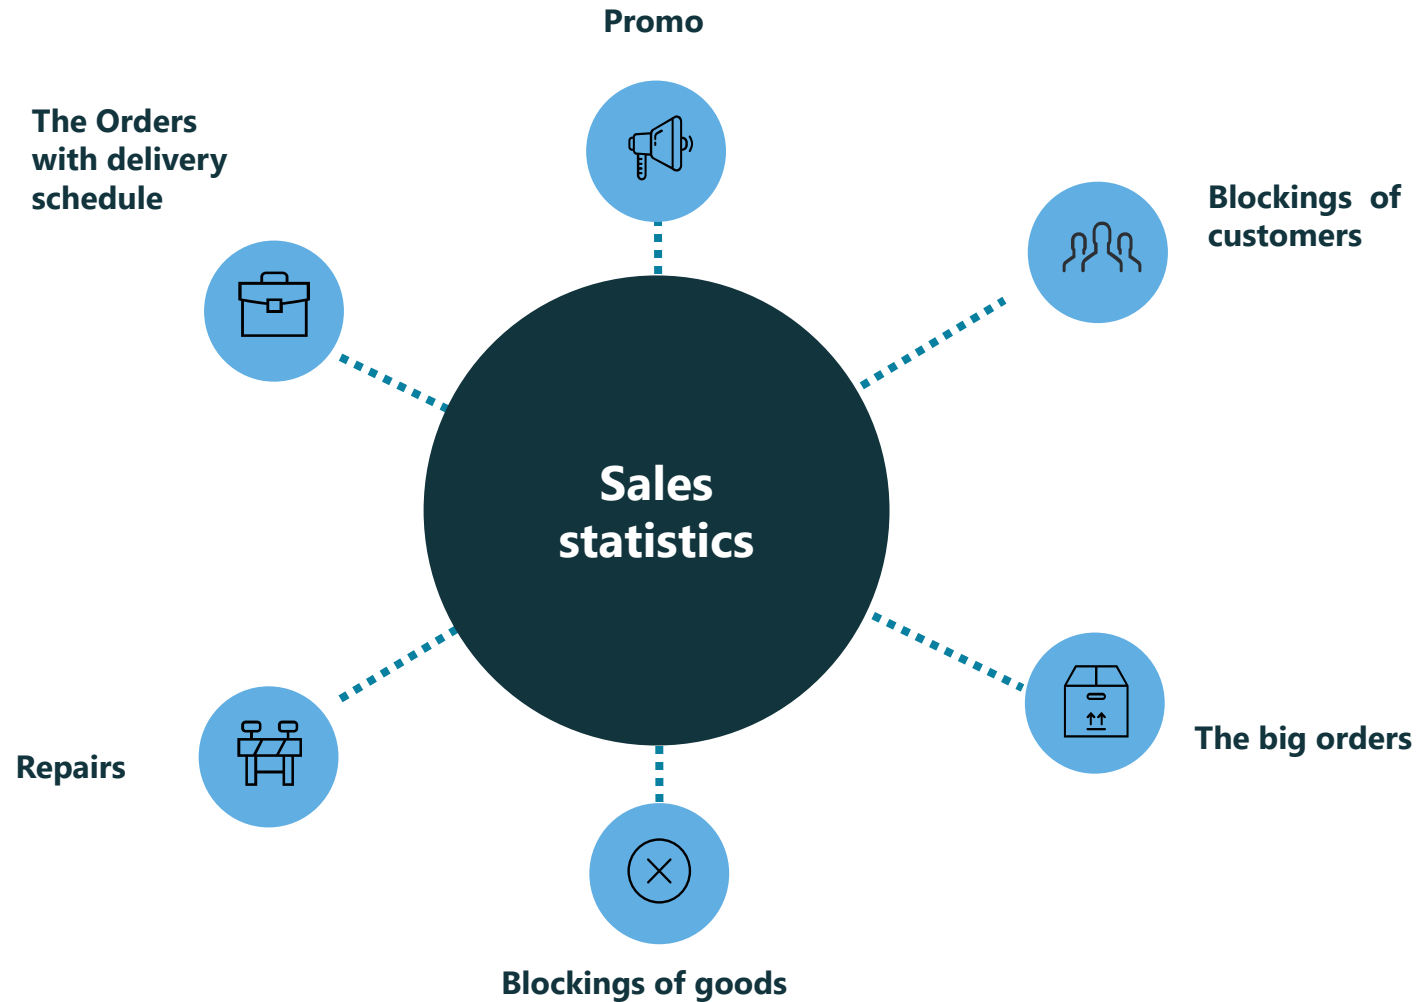 Promo
The Orders
with delivery
schedule
Blockings of
customers
Sales
statistics
The big orders
Repairs
Blockings of goods